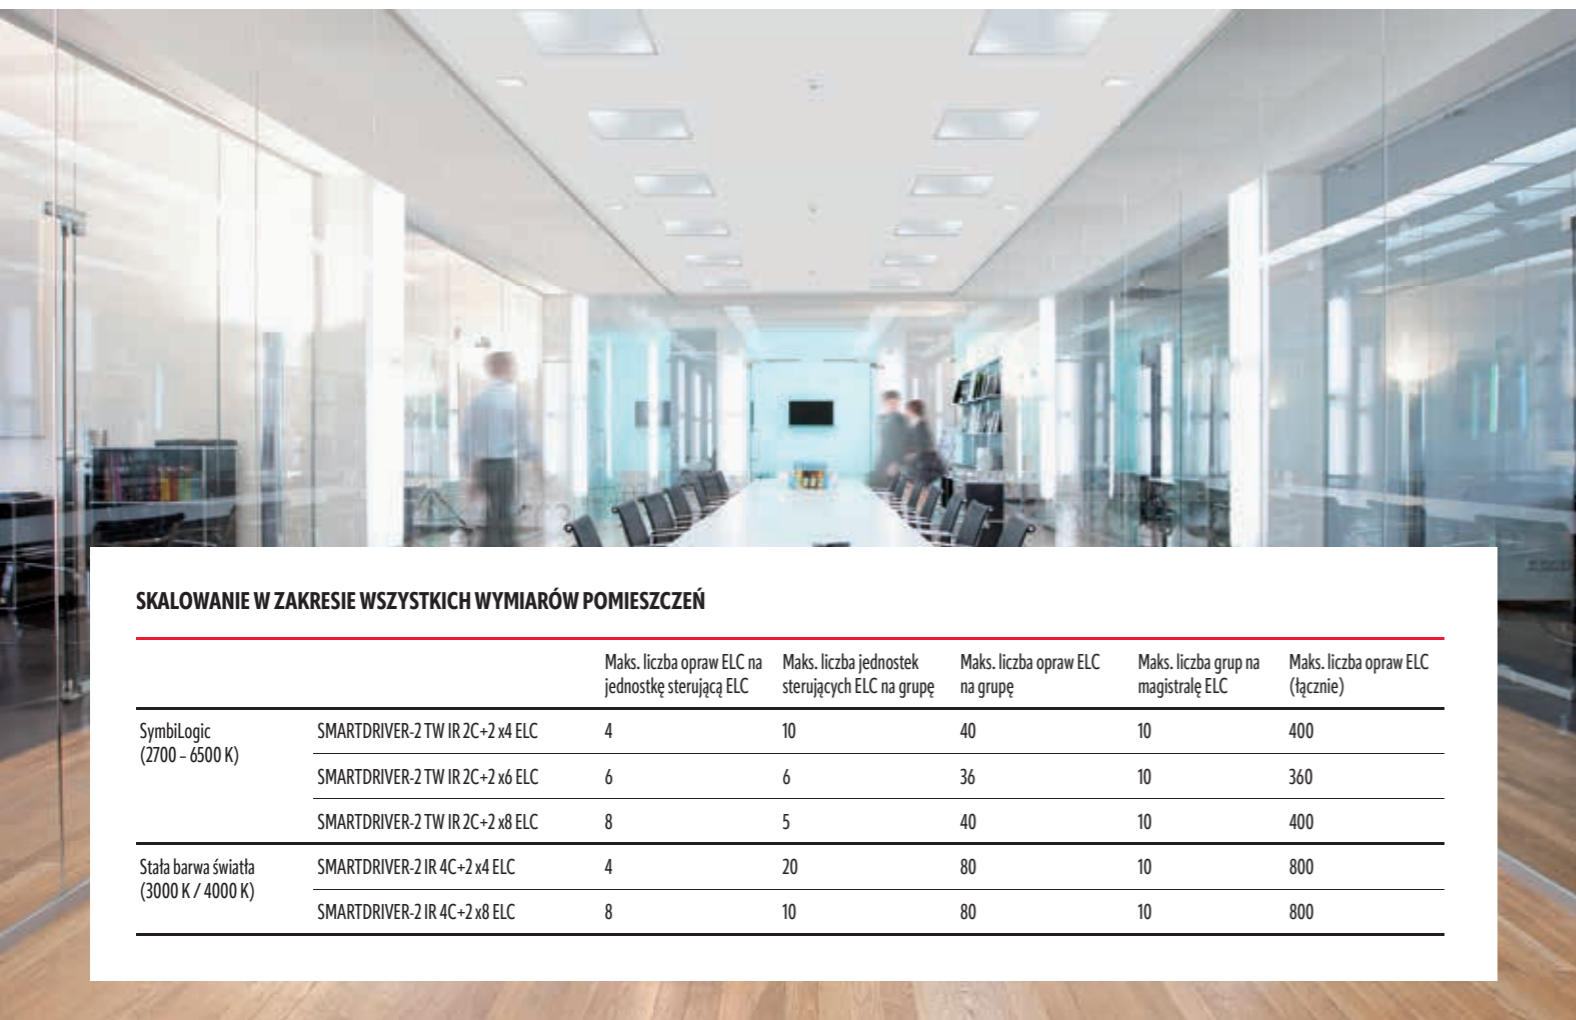 SKALOWANIE W ZAKRESIE WSZYSTKICH WYMIARÓW POMIESZCZEŃ
Maks. liczba opraw ELC na jednostkę sterującą ELC
Maks. liczba jednostek sterujących ELC na grupę
Maks. liczba opraw ELC na grupę
Maks. liczba grup na magistralę ELC
Maks. liczba opraw ELC (łącznie)
SymbiLogic (2700 – 6500 K)
SMARTDRIVER-2 TW IR 2C+2 x4 ELC 4 10 40 10 400
SMARTDRIVER-2 TW IR 2C+2 x6 ELC 6 6 36 10 360
SMARTDRIVER-2 TW IR 2C+2 x8 ELC 8 5 40 10 400
Stała barwa światła (3000 K / 4000 K)
SMARTDRIVER-2 IR 4C+2 x4 ELC 4 20 80 10 800
SMARTDRIVER-2 IR 4C+2 x8 ELC 8 10 80 10 800